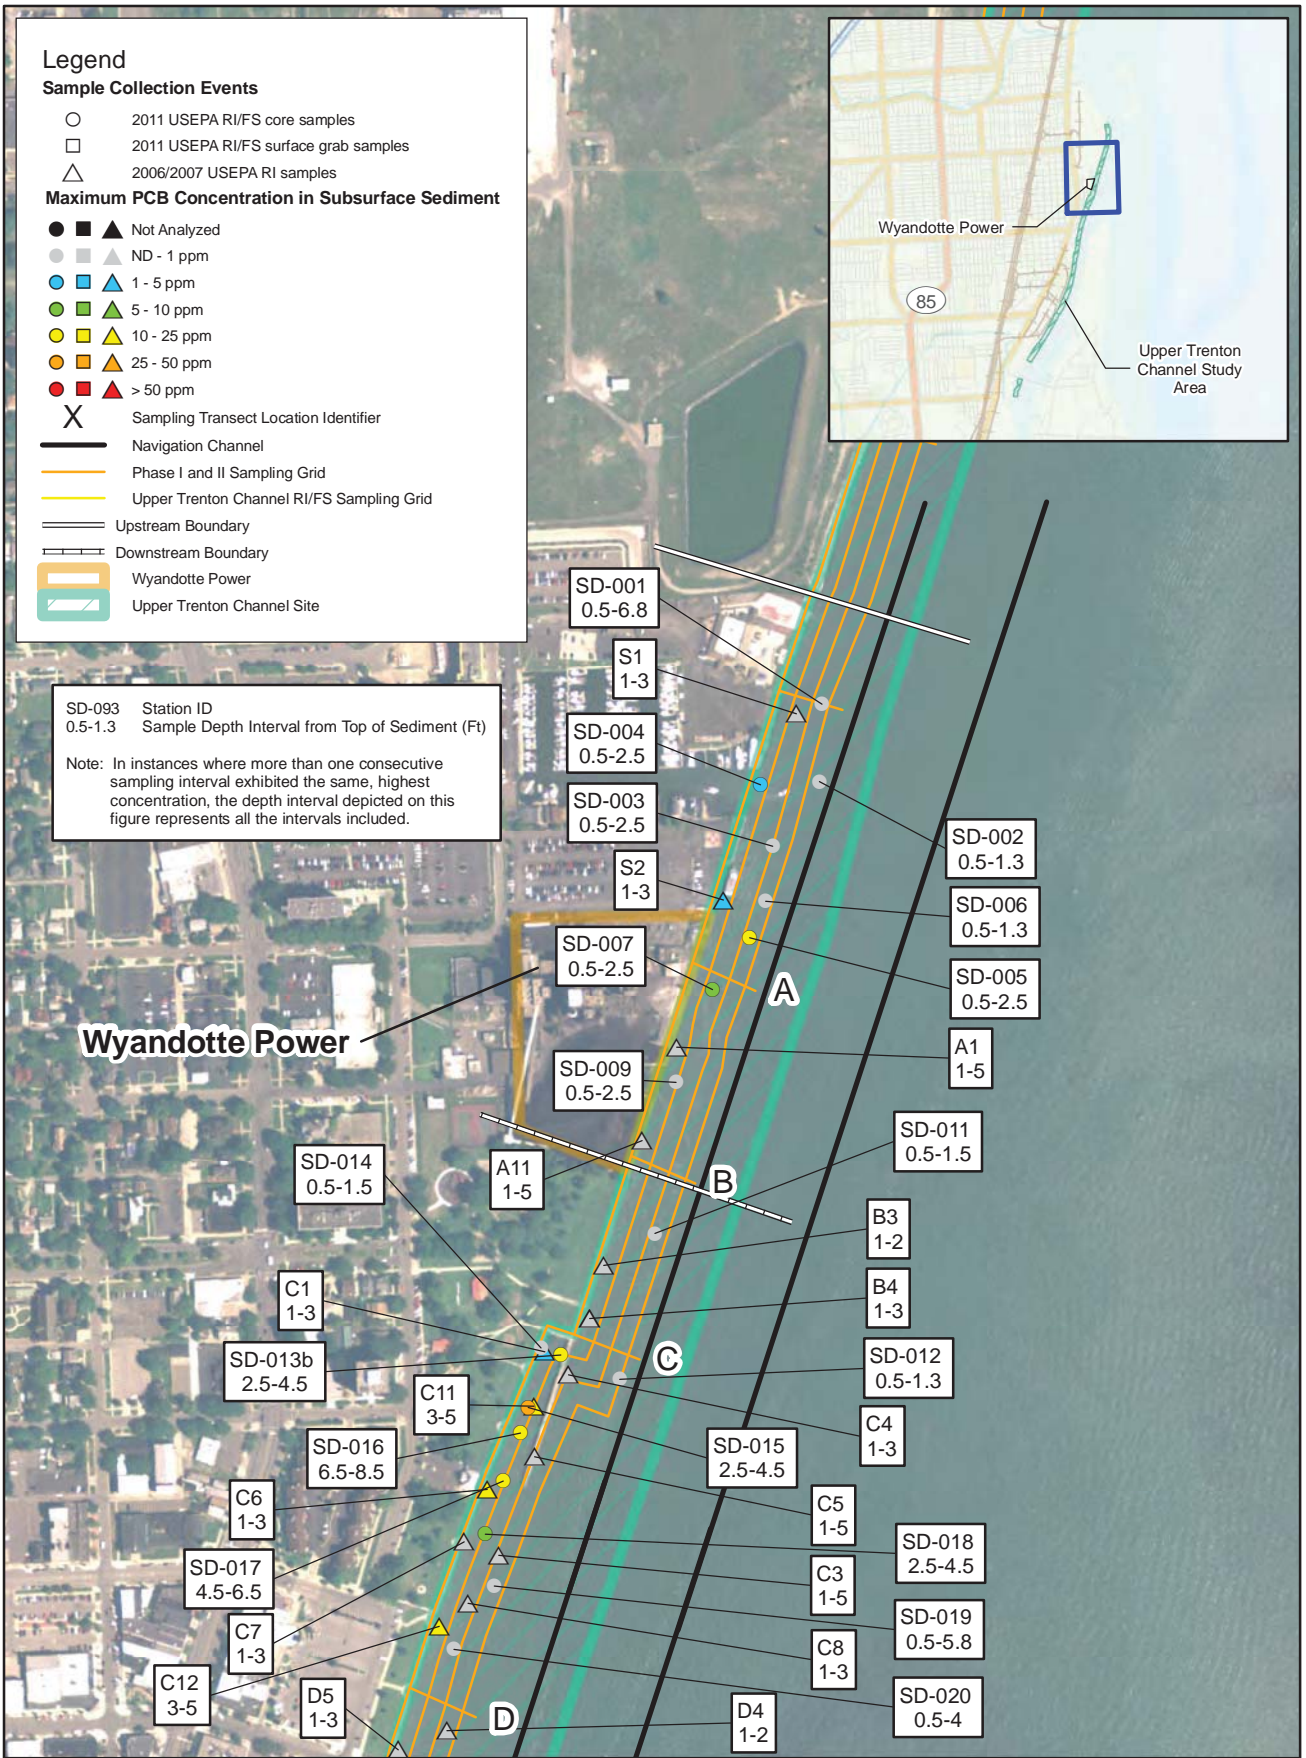 Legend
Sample Collection Events
2011 USEPA RI/FS core samples
2011 USEPA RI/FS surface grab samples
2006/2007 USEPA RI samples
Maximum PCB Concentration in Subsurface Sediment
Not Analyzed
ND - 1 ppm
1 - 5 ppm
5 - 10 ppm
10 - 25 ppm
25 - 50 ppm
> 50 ppm
X Sampling Transect Location Identifier
Navigation Channel
Phase I and II Sampling Grid
Upper Trenton Channel RI/FS Sampling Grid
Upstream Boundary
Downstream Boundary
Wyandotte Power
Upper Trenton Channel Site
Wyandotte Power
85
Upper Trenton
Channel Study
Area
SD-093 Station ID
0.5-1.3 Sample Depth Interval from Top of Sediment (Ft)
Note: In instances where more than one consecutive
sampling interval exhibited the same, highest
concentration, the depth interval depicted on this
figure represents all the intervals included.
SD-001
0.5-6.8
S1
1-3
SD-004
0.5-2.5
SD-003
0.5-2.5
SD-002
0.5-1.3
S2
1-3
SD-006
0.5-1.3
SD-007
0.5-2.5
SD-005
0.5-2.5
A
Wyandotte Power
A1
1-5
SD-009
0.5-2.5
SD-011
0.5-1.5
SD-014
0.5-1.5
A11
1-5
B
B3
1-2
C1
1-3
B4
1-3
SD-013b
2.5-4.5
C
SD-012
0.5-1.3
C11
3-5
C4
1-3
SD-016
6.5-8.5
SD-015
2.5-4.5
C6
1-3
C5
1-5
SD-018
2.5-4.5
SD-017
4.5-6.5
C3
1-5
SD-019
0.5-5.8
C7
1-3
C8
1-3
C12
3-5
SD-020
0.5-4
D5
1-3
D
D4
1-2